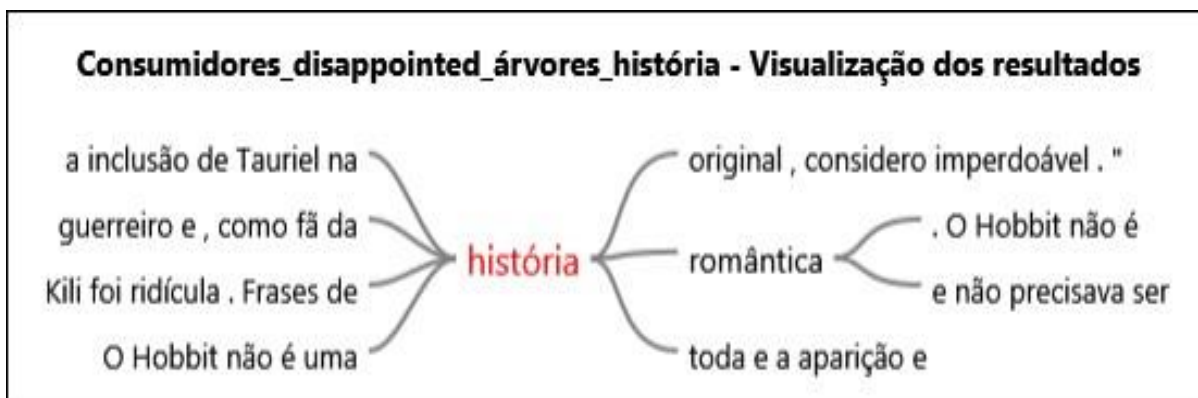 Consumidores_disappointed_árvores_história - Visualização dos resultados
a inclusão de Tauriel na
guerreiro e , como fã da
Kili foi ridícula . Frases de
O Hobbit não é uma
história
original , considero imperdoável . "
romântica
. O Hobbit não é
e não precisava ser
toda e a aparição e